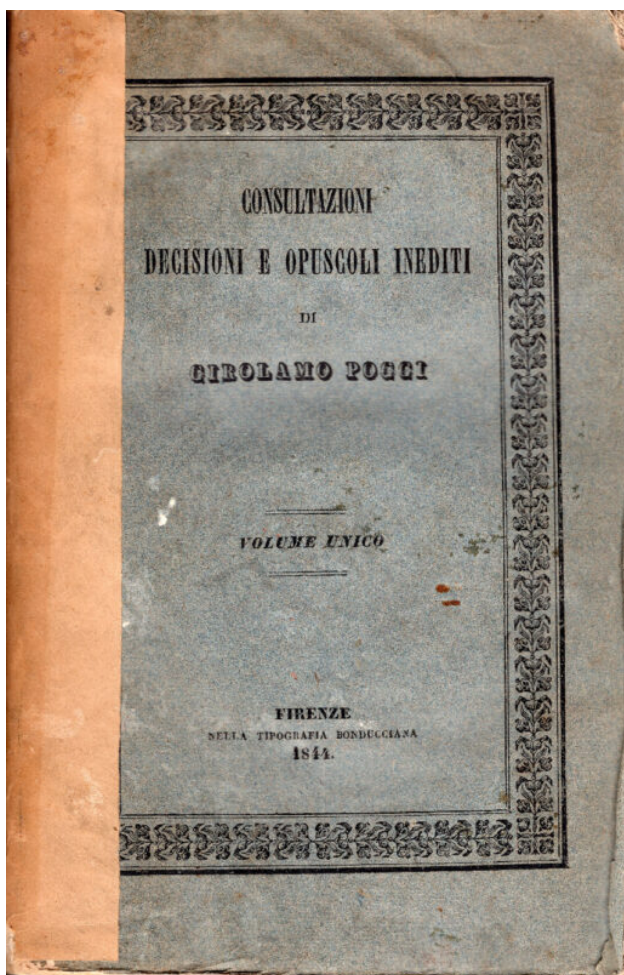 CONSULTAZIONI
DECISIONI E OPUSCOLI INEDITI
DI
GIROLAMO POGGI
VOLUME UNICO
FIRENZE
NELLA TIPOGRAFIA BONDUCCIANA
1844.